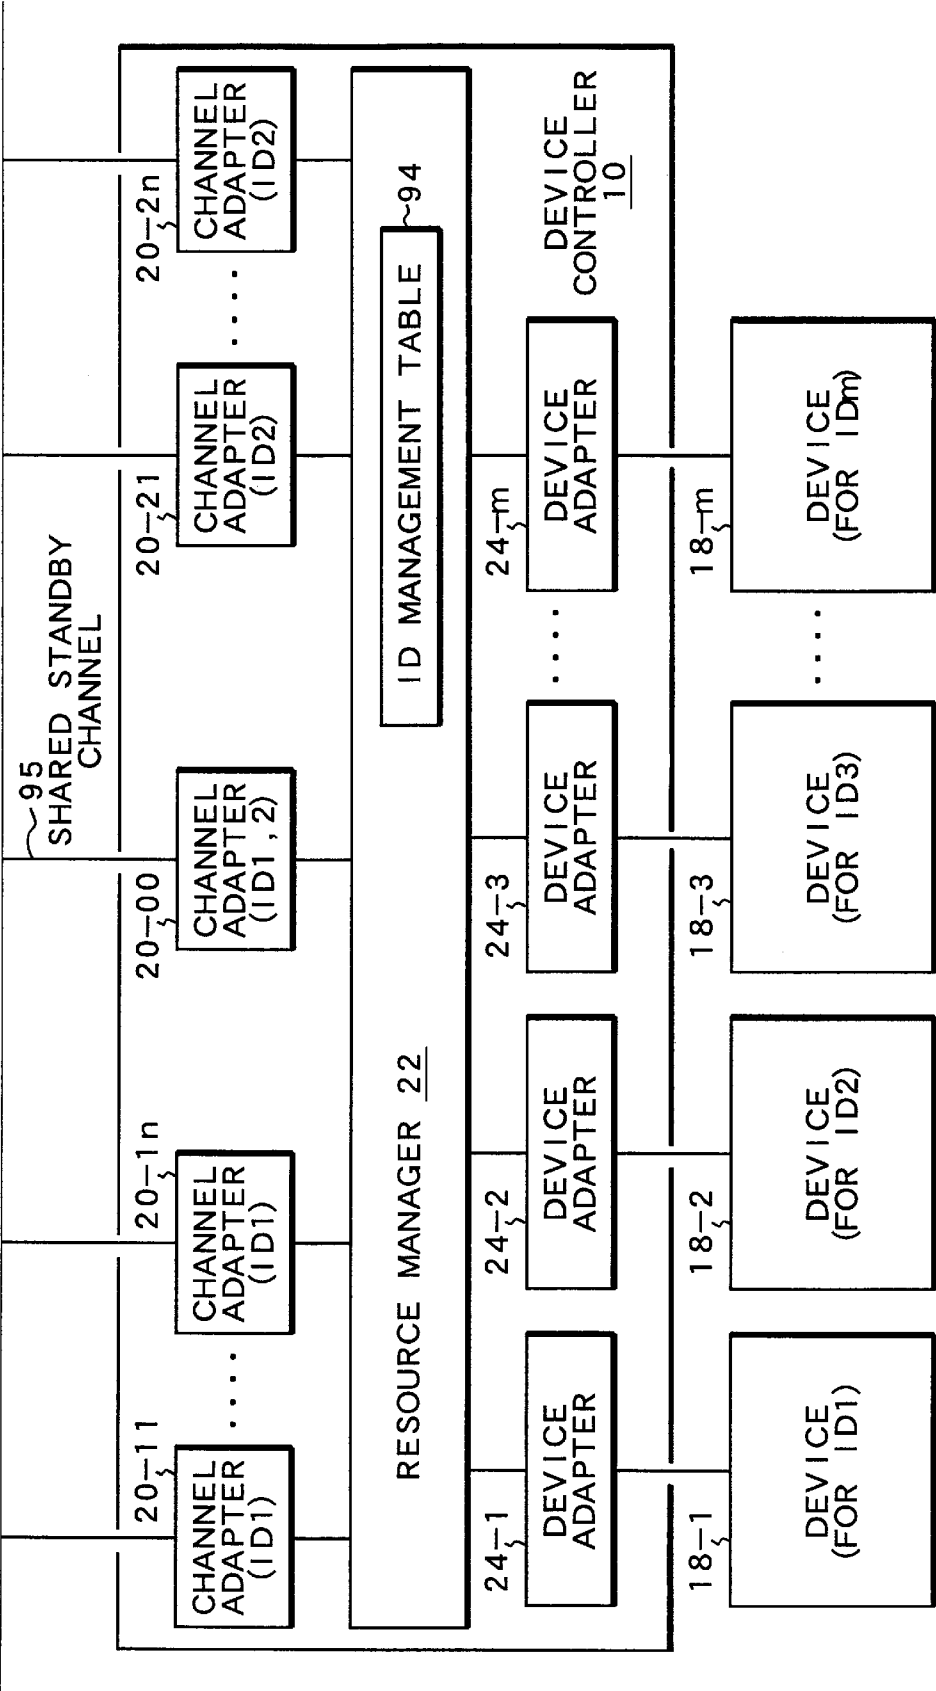 95
SHARED STANDBY
CHANNEL
20-11
CHANNEL
ADAPTER
(ID1)
20-1n
CHANNEL
ADAPTER
(ID1)
20-00
CHANNEL
ADAPTER
(ID1,2)
20-21
CHANNEL
ADAPTER
(ID2)
20-2n
CHANNEL
ADAPTER
(ID2)
RESOURCE MANAGER 22
ID MANAGEMENT TABLE
94
24-1
DEVICE
ADAPTER
24-2
DEVICE
ADAPTER
24-3
DEVICE
ADAPTER
24-m
DEVICE
ADAPTER
DEVICE
CONTROLLER
10
18-1
DEVICE
(FOR ID1)
18-2
DEVICE
(FOR ID2)
18-3
DEVICE
(FOR ID3)
18-m
DEVICE
(FOR IDm)